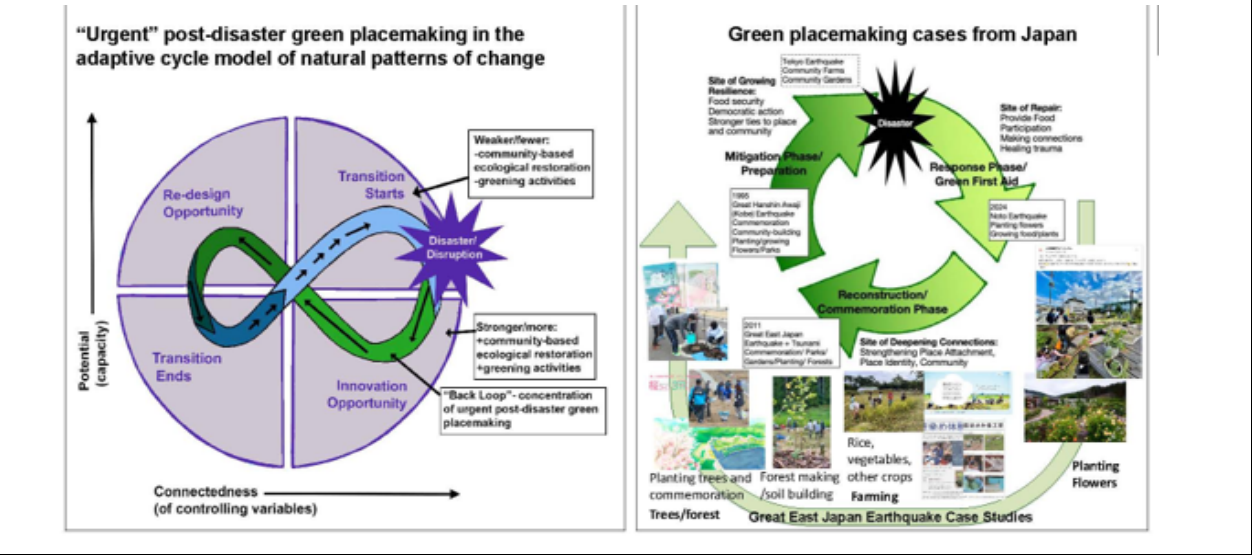 “Urgent” post-disaster green placemaking in the
adaptive cycle model of natural patterns of change
Potential
(capacity)
Re-design
Opportunity
Transition
Starts
Weaker/fewer:
-community-based
ecological restoration
-greening activities
Disaster/
Disruption
Transition
Ends
Innovation
Opportunity
Stronger/more:
+community-based
ecological restoration
+greening activities
“Back Loop”- concentration
of urgent post-disaster green
placemaking
Connectedness
(of controlling variables)
Green placemaking cases from Japan
Tokyo Earthquake
Community Farms
Community Gardens
Site of Growing
Resilience:
Food security
Democratic action
Stronger ties to place
and community
Disaster
Site of Repair:
Provide Food
Participation
Making connections
Healing trauma
Mitigation Phase/
Preparation
Response Phase/
Green First Aid
1995
Great Hanshin Awaji
(Kobe) Earthquake
Commemoration
Community-building
Planting/growing
Flowers/Parks
2024
Noto Earthquake
Planting flowers
Growing food/plants
Reconstruction/
Commemoration Phase
2011
Great East Japan
Earthquake + Tsunami
Commemoration/ Parks/
Gardens/Planting/ Forests
Site of Deepening Connections:
Strengthening Place Attachment,
Place Identity, Community
Planting trees and
commemoration
Trees/forest
Forest making
/soil building
Rice,
vegetables,
other crops
Farming
Planting
Flowers
Great East Japan Earthquake Case Studies